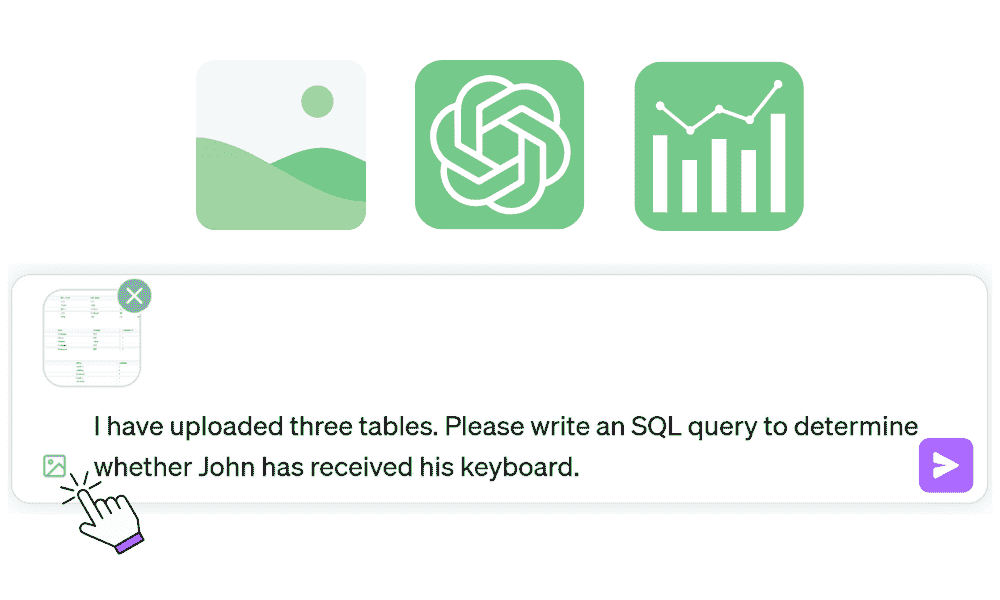 I have uploaded three tables. Please write an SQL query to determine
whether John has received his keyboard.